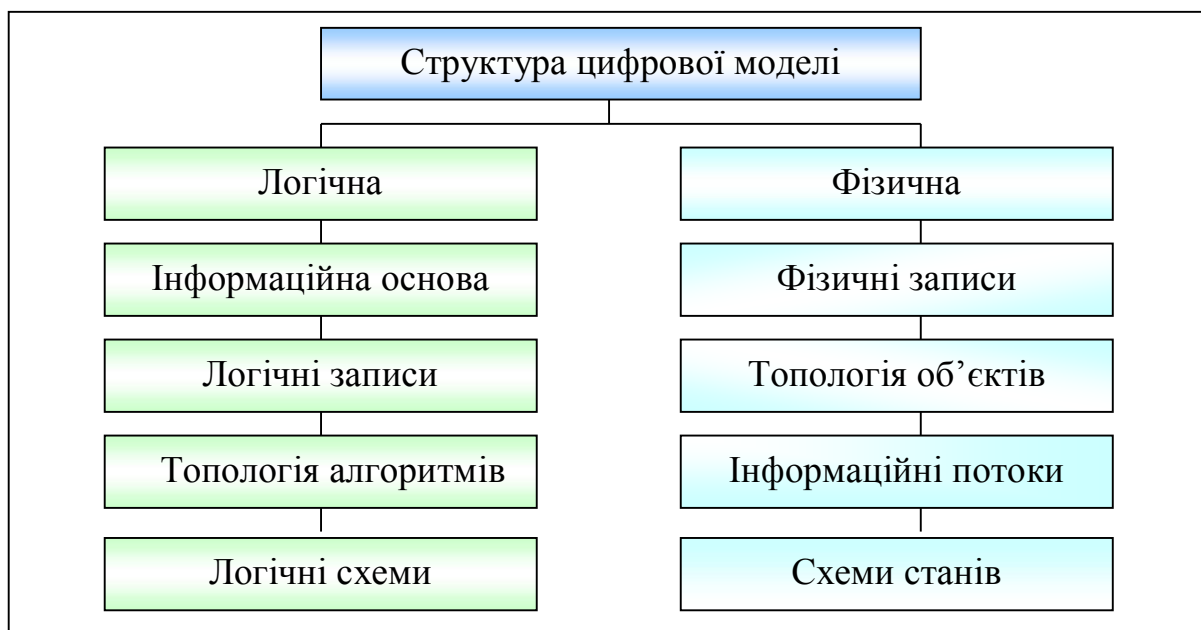 Структура цифрової моделі
Логічна
Фізична
Інформаційна основа
Фізичні записи
Логічні записи
Топологія об’єктів
Топологія алгоритмів
Інформаційні потоки
Логічні схеми
Схеми станів